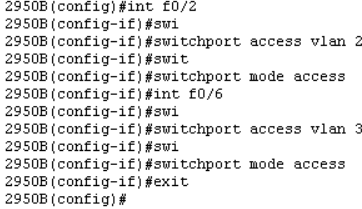 2950B(config)#int f0/2
2950B(config-if)#swi
2950B(config-if)#switchport access vlan 2
2950B(config-if)#swit
2950B(config-if)#switchport mode access
2950B(config-if)#int f0/6
2950B(config-if)#swi
2950B(config-if)#switchport access vlan 3
2950B(config-if)#swi
2950B(config-if)#switchport mode access
2950B(config-if)#exit
2950B(config)#